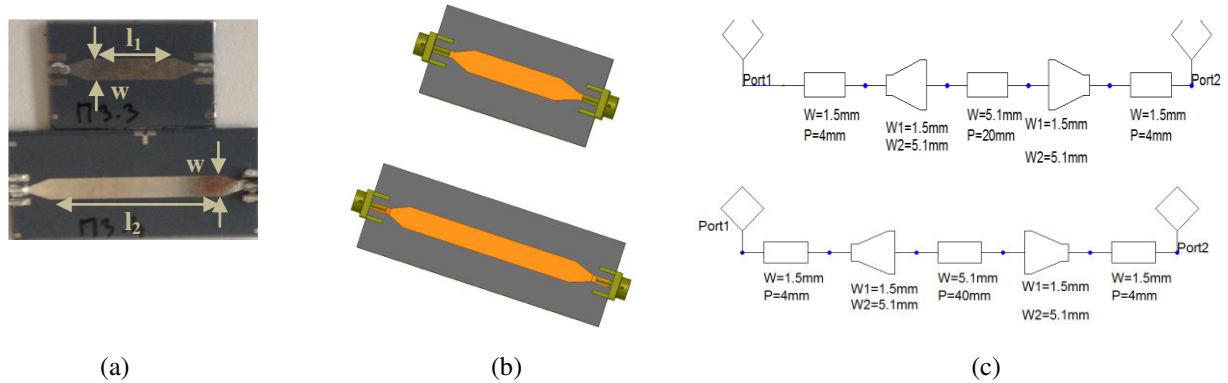 l₁
w
П3-3
w
l₂
Port1
Port2
W=1.5mm
P=4mm
W1=1.5mm
W2=5.1mm
W=5.1mm
P=20mm
W1=1.5mm
W2=5.1mm
W=1.5mm
P=4mm
Port1
Port2
W=1.5mm
P=4mm
W1=1.5mm
W2=5.1mm
W=5.1mm
P=40mm
W1=1.5mm
W2=5.1mm
W=1.5mm
P=4mm
(a)
(b)
(c)